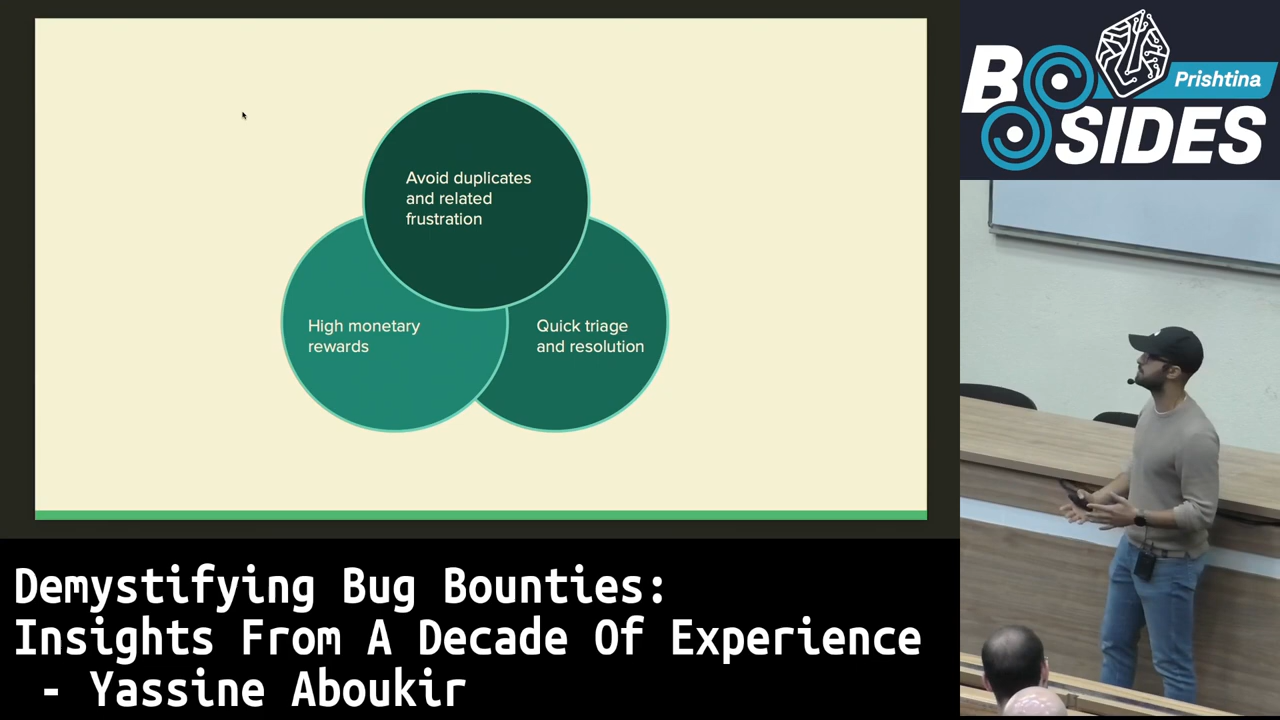 Avoid duplicates
and related
frustration
High monetary
rewards
Quick triage
and resolution
BSIDES
Prishtina
Demystifying Bug Bounties:
Insights From A Decade Of Experience
- Yassine Aboukir